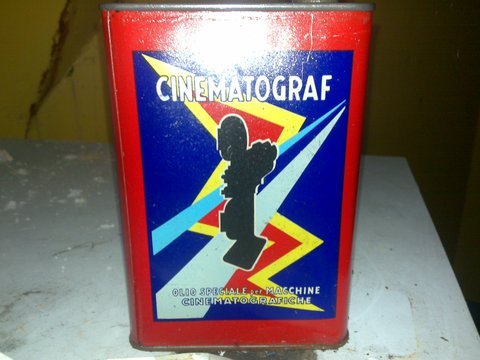 CINEMATOGRAF
OLIO SPECIALE per MACCHINE
CINEMATOGRAFICHE